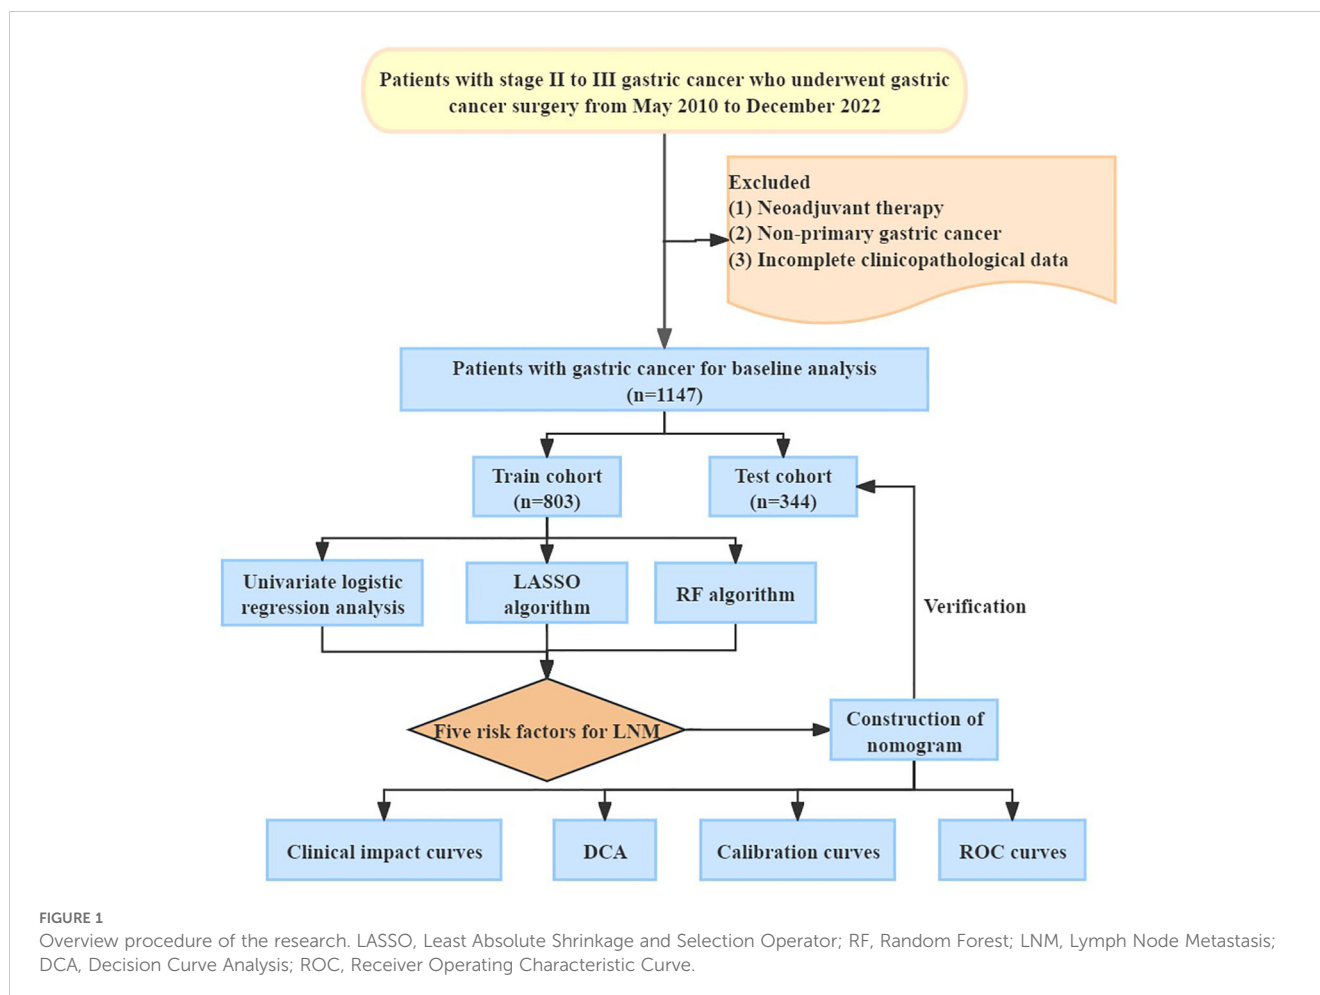 Patients with stage II to III gastric cancer who underwent gastric
cancer surgery from May 2010 to December 2022
Excluded
(1) Neoadjuvant therapy
(2) Non-primary gastric cancer
(3) Incomplete clinicopathological data
Patients with gastric cancer for baseline analysis
(n=1147)
Train cohort
(n=803)
Test cohort
(n=344)
Univariate logistic
regression analysis
LASSO
algorithm
RF algorithm
Verification
Five risk factors for LNM
Construction of
nomogram
Clinical impact curves
DCA
Calibration curves
ROC curves
FIGURE 1
Overview procedure of the research. LASSO, Least Absolute Shrinkage and Selection Operator; RF, Random Forest; LNM, Lymph Node Metastasis;
DCA, Decision Curve Analysis; ROC, Receiver Operating Characteristic Curve.